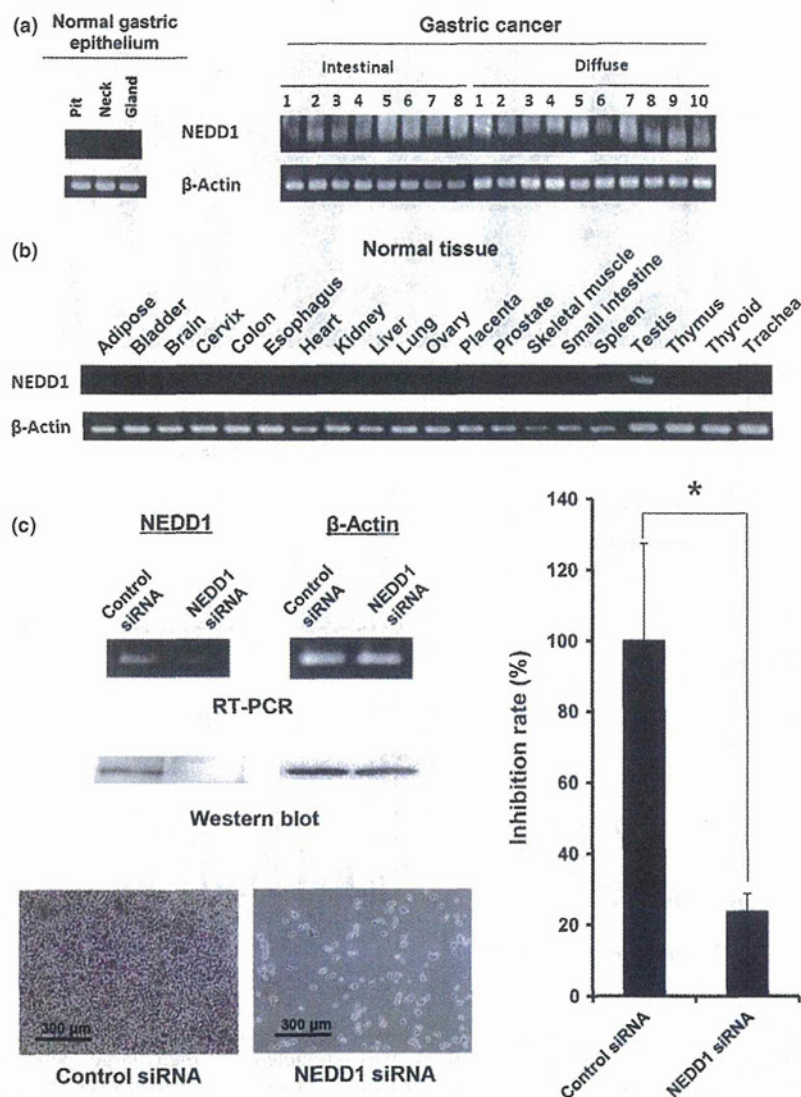 (a)
Normal gastric
epithelium
Gastric cancer
Intestinal
Diffuse
Pit
Neck
Gland
1 2 3 4 5 6 7 8 1 2 3 4 5 6 7 8 9 10
NEDD1
β-Actin
(b)
Normal tissue
Adipose
Bladder
Brain
Cervix
Colon
Esophagus
Heart
Kidney
Liver
Lung
Ovary
Placenta
Prostate
Skeletal muscle
Small intestine
Spleen
Testis
Thymus
Thyroid
Trachea
NEDD1
β-Actin
(c)
NEDD1
β-Actin
Control
siRNA
NEDD1
siRNA
Control
siRNA
NEDD1
siRNA
RT-PCR
Western blot
300 µm
300 µm
Control siRNA
NEDD1 siRNA
*
Inhibition rate (%)
140
120
100
80
60
40
20
0
Control siRNA
NEDD1 siRNA